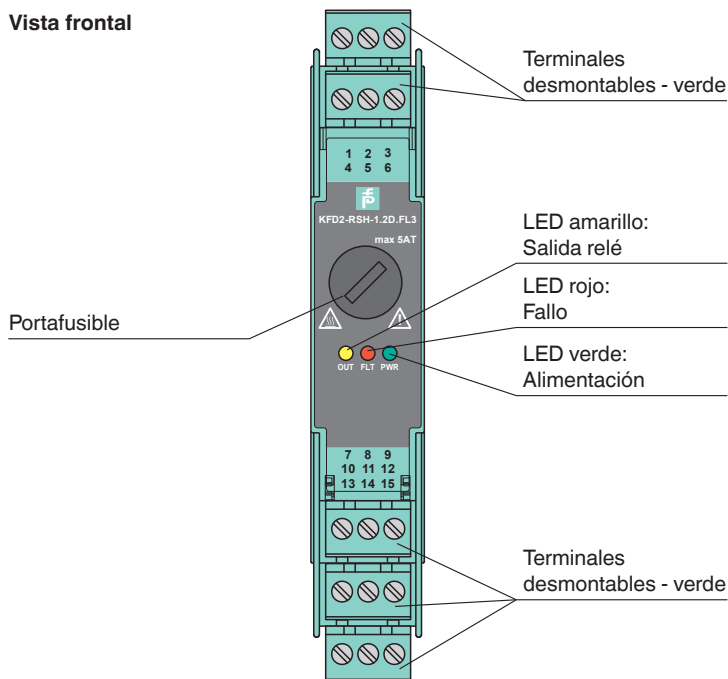 Vista frontal
Terminales
desmontables - verde
1 2 3
4 5 6
KFD2-RSH-1.2D.FL3
max 5AT
LED amarillo:
Salida relé
LED rojo:
Fallo
Portafusible
LED verde:
Alimentación
OUT FLT PWR
7 8 9
10 11 12
13 14 15
Terminales
desmontables - verde